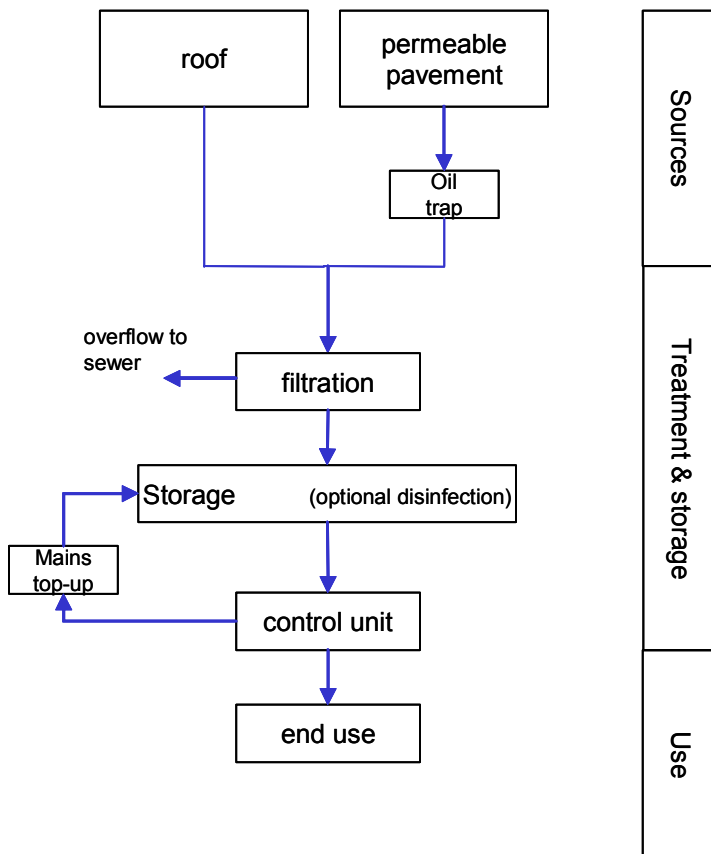 roof
permeable
pavement
Oil
trap
overflow to
sewer
filtration
Storage (optional disinfection)
Mains
top-up
control unit
end use
Sources
Treatment & storage
Use